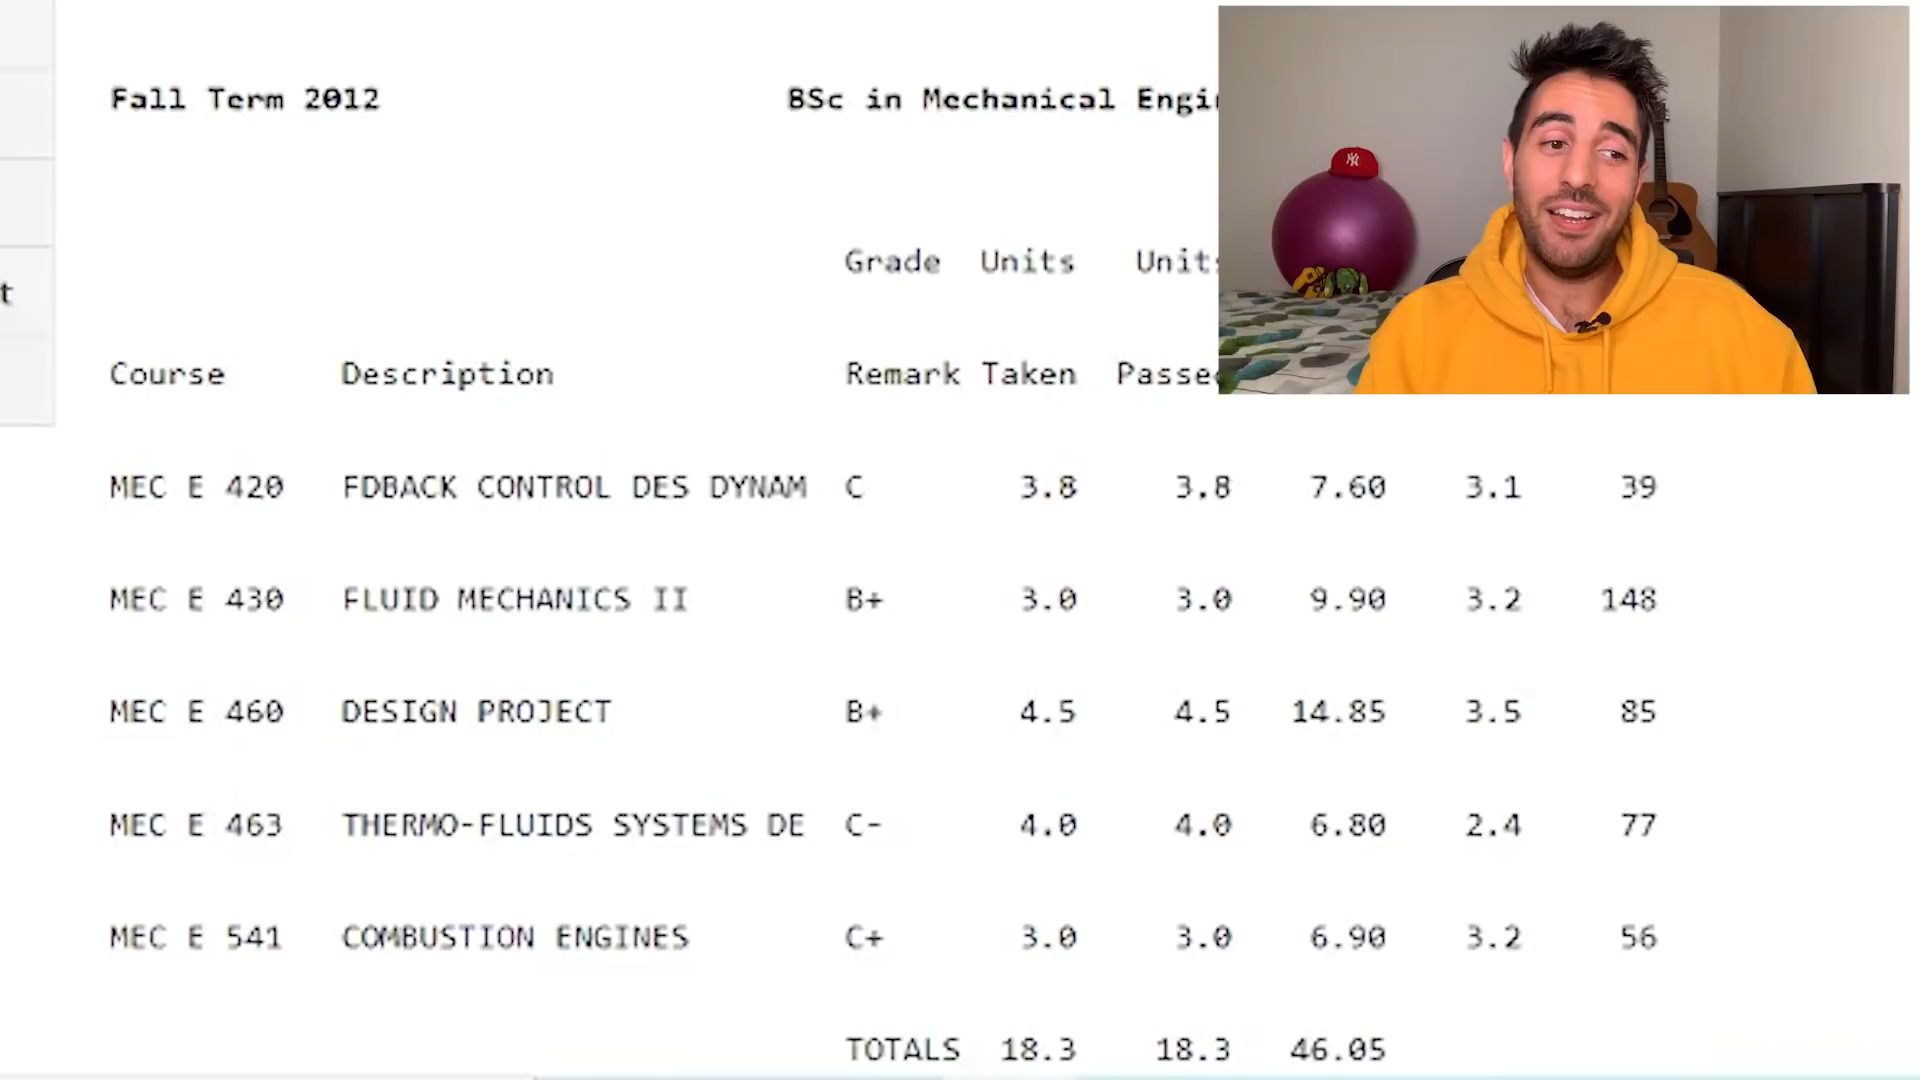 Fall Term 2012 BSc in Mechanical Engi
Grade Units Unit
t
Course Description Remark Taken Passe
MEC E 420 FDBACK CONTROL DES DYNAM C 3.8 3.8 7.60 3.1 39
MEC E 430 FLUID MECHANICS II B+ 3.0 3.0 9.90 3.2 148
MEC E 460 DESIGN PROJECT B+ 4.5 4.5 14.85 3.5 85
MEC E 463 THERMO-FLUIDS SYSTEMS DE C- 4.0 4.0 6.80 2.4 77
MEC E 541 COMBUSTION ENGINES C+ 3.0 3.0 6.90 3.2 56
TOTALS 18.3 18.3 46.05